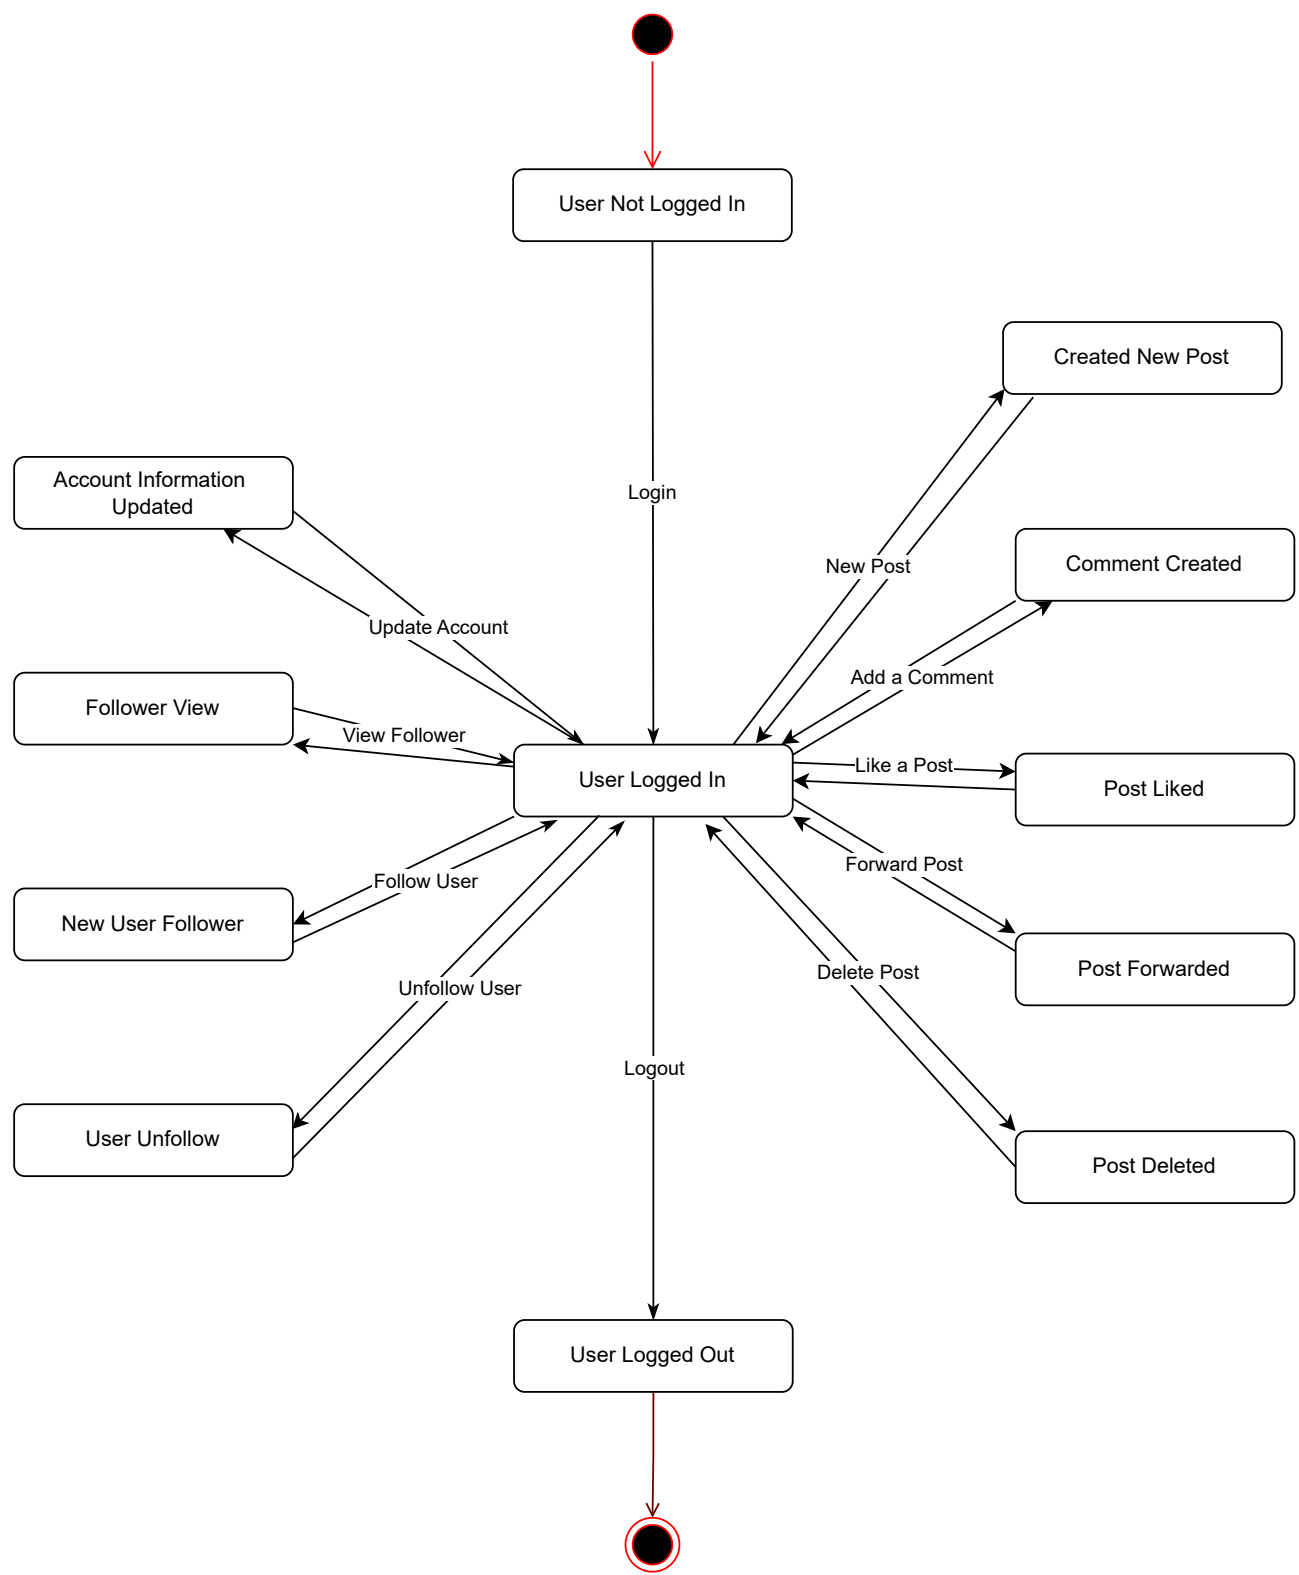 User Not Logged In
Created New Post
Account Information
Updated
Login
New Post
Comment Created
Update Account
Add a Comment
Follower View
View Follower
User Logged In
Like a Post
Post Liked
Forward Post
Follow User
New User Follower
Post Forwarded
Delete Post
Unfollow User
Logout
User Unfollow
Post Deleted
User Logged Out